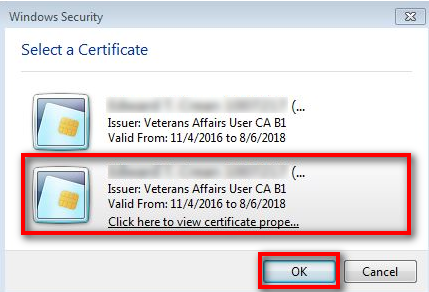 Windows Security
Select a Certificate
(...
Issuer: Veterans Affairs User CA B1
Valid From: 11/4/2016 to 8/6/2018
(...
Issuer: Veterans Affairs User CA B1
Valid From: 11/4/2016 to 8/6/2018
Click here to view certificate prope...
OK
Cancel